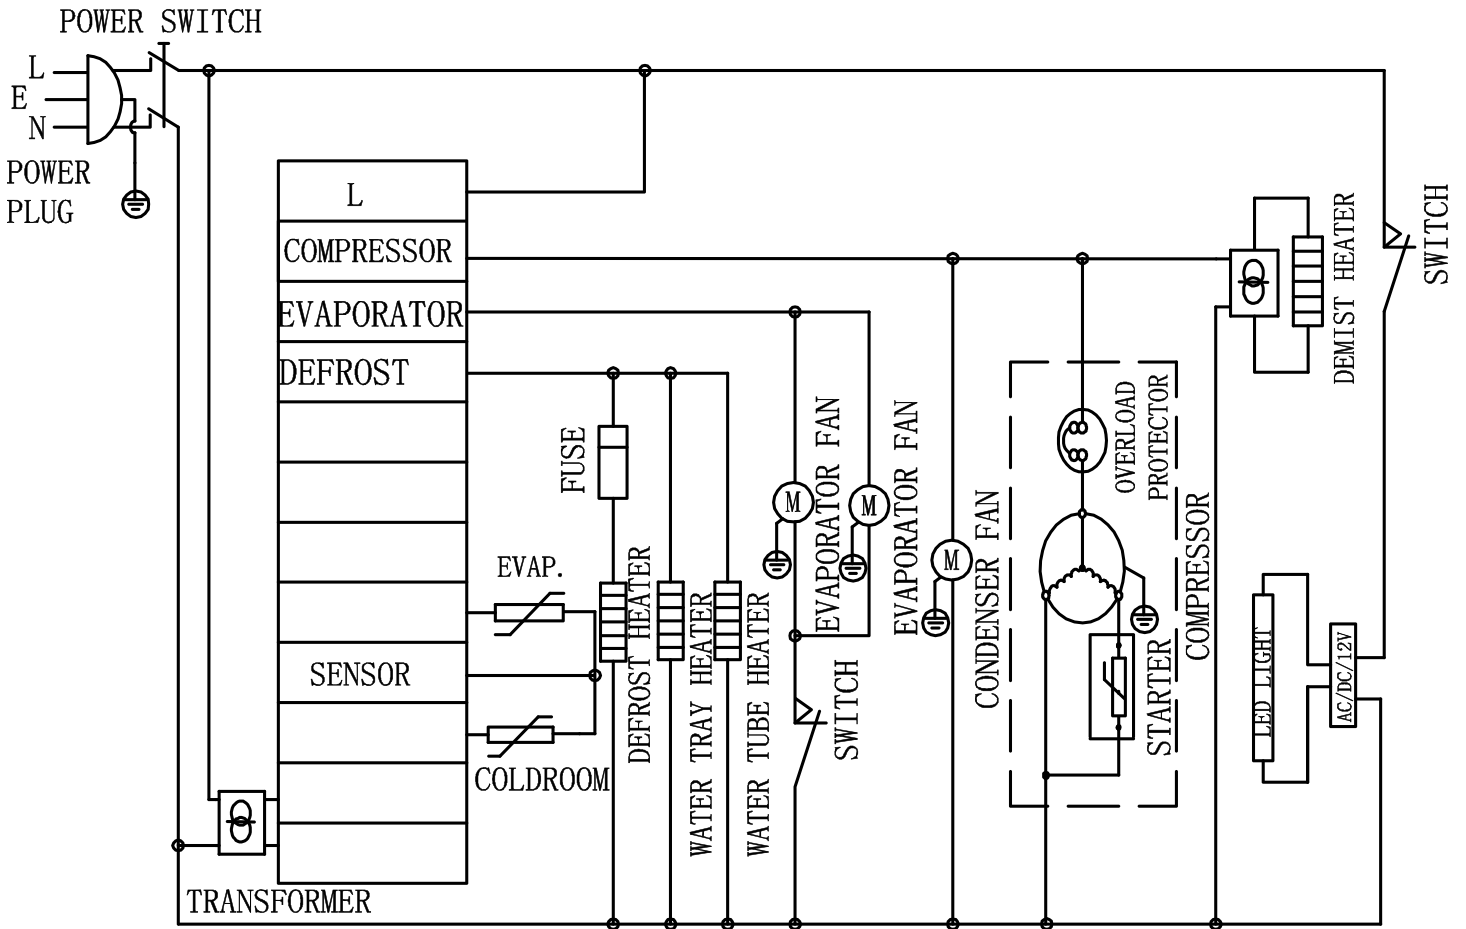 POWER SWITCH
L
E
N
POWER
PLUG
L
COMPRESSOR
EVAPORATOR
DEFROST
SENSOR
TRANSFORMER
EVAP.
COLDROOM
FUSE
DEFROST HEATER
WATER TRAY HEATER
WATER TUBE HEATER
M
EVAPORATOR FAN
M
EVAPORATOR FAN
SWITCH
M
CONDENSER FAN
OVERLOAD
PROTECTOR
STARTER
COMPRESSOR
DEMIST HEATER
SWITCH
LED LIGHT
AC/DC/12V